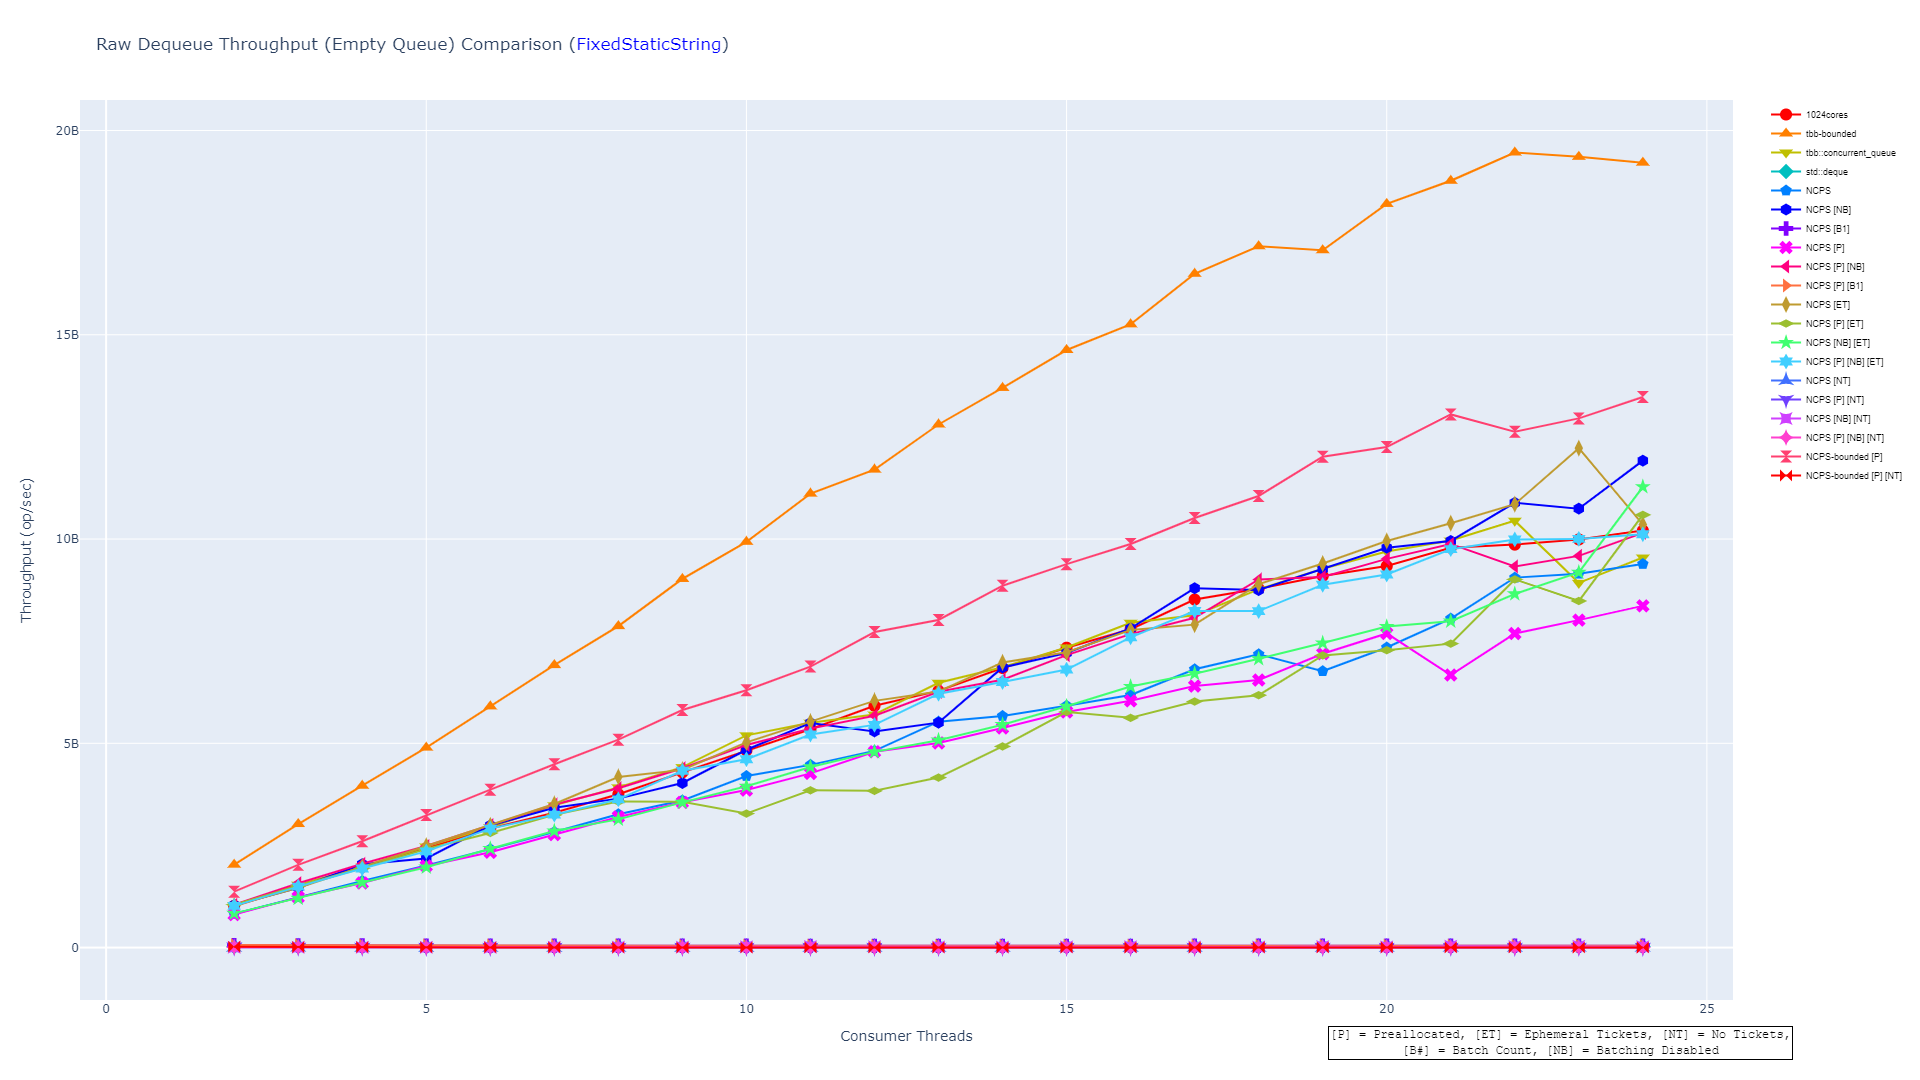 Raw Dequeue Throughput (Empty Queue) Comparison (FixedStaticString)
20B
15B
10B
5B
0
Throughput (op/sec)
0
5
10
15
20
25
Consumer Threads
1024cores
tbb-bounded
tbb::concurrent_queue
std::deque
NCPS
NCPS [NB]
NCPS [B1]
NCPS [P]
NCPS [P] [NB]
NCPS [P] [B1]
NCPS [ET]
NCPS [P] [ET]
NCPS [NB] [ET]
NCPS [P] [NB] [ET]
NCPS [NT]
NCPS [P] [NT]
NCPS [NB] [NT]
NCPS [P] [NB] [NT]
NCPS-bounded [P]
NCPS-bounded [P] [NT]
[P] = Preallocated, [ET] = Ephemeral Tickets, [NT] = No Tickets,
[B#] = Batch Count, [NB] = Batching Disabled